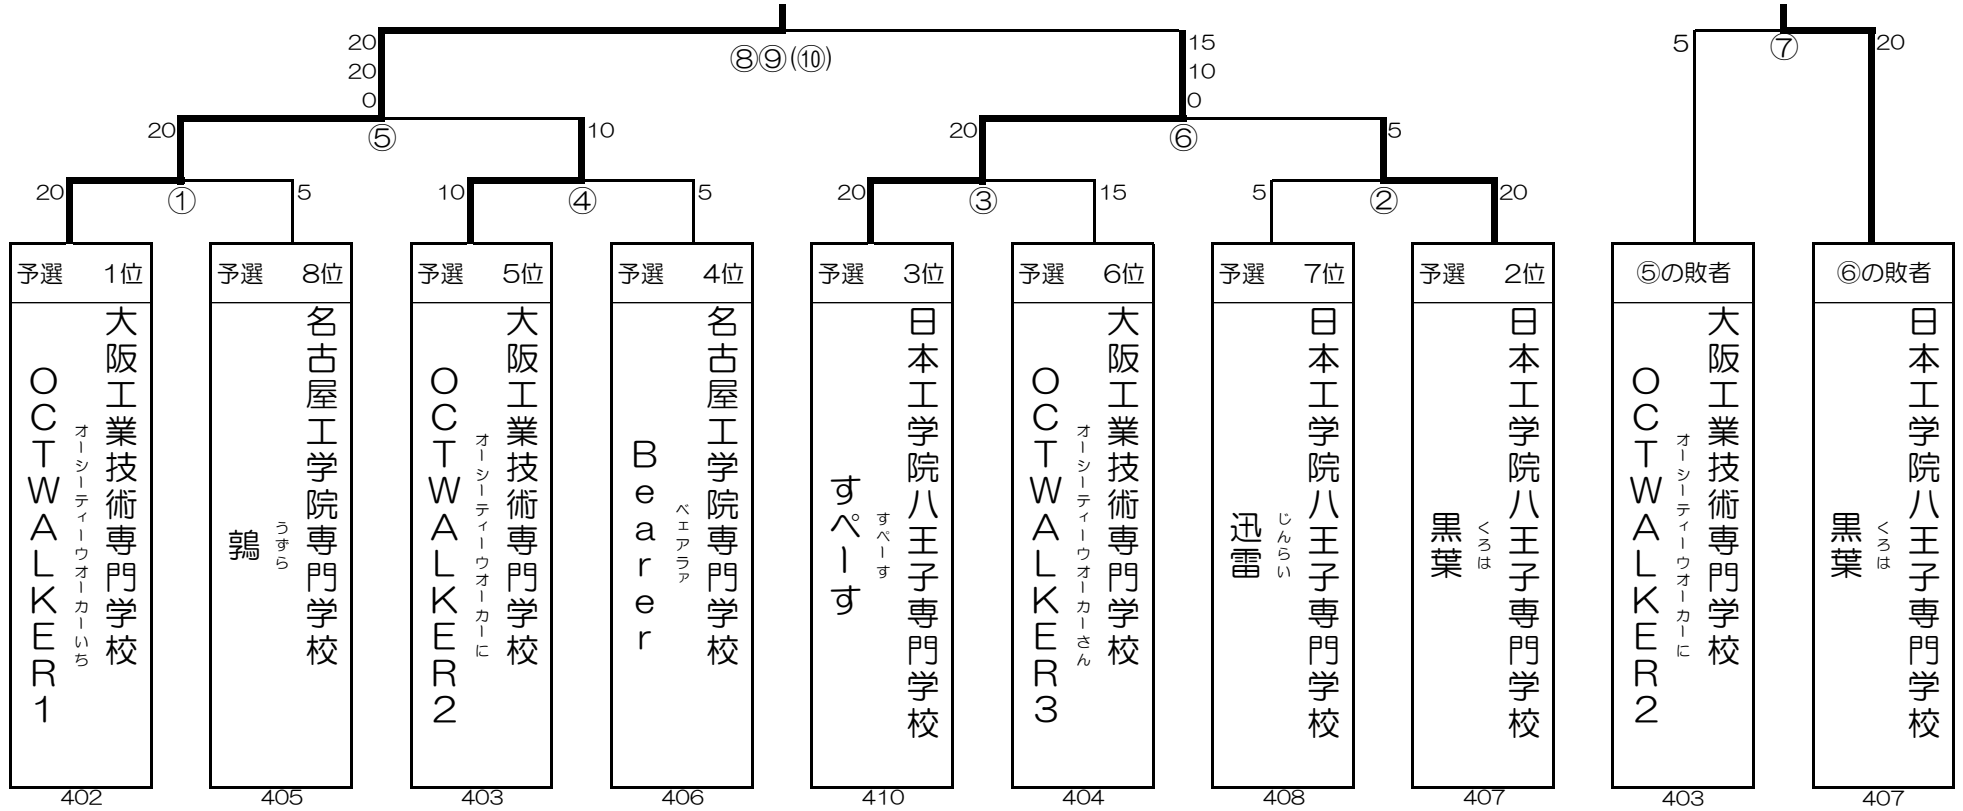 20
20
0
⑧⑨(⑩)
15
10
0
5
⑦
20
20
⑤
10
20
⑥
5
20
①
5
10
④
5
20
③
15
5
②
20
予選 1位
大阪工業技術専門学校
オーシーティーウオーカーいち
OCTWALKER1
402
予選 8位
名古屋工学院専門学校
うずら
鶉
405
予選 5位
大阪工業技術専門学校
オーシーティーウオーカーに
OCTWALKER2
403
予選 4位
名古屋工学院専門学校
ベェアラァ
Bearer
406
予選 3位
日本工学院八王子専門学校
すぺーす
すぺーす
410
予選 6位
大阪工業技術専門学校
オーシーティーウオーカーさん
OCTWALKER3
404
予選 7位
日本工学院八王子専門学校
じんらい
迅雷
408
予選 2位
日本工学院八王子専門学校
くろは
黒葉
407
⑤の敗者
大阪工業技術専門学校
オーシーティーウオーカーに
OCTWALKER2
403
⑥の敗者
日本工学院八王子専門学校
くろは
黒葉
407